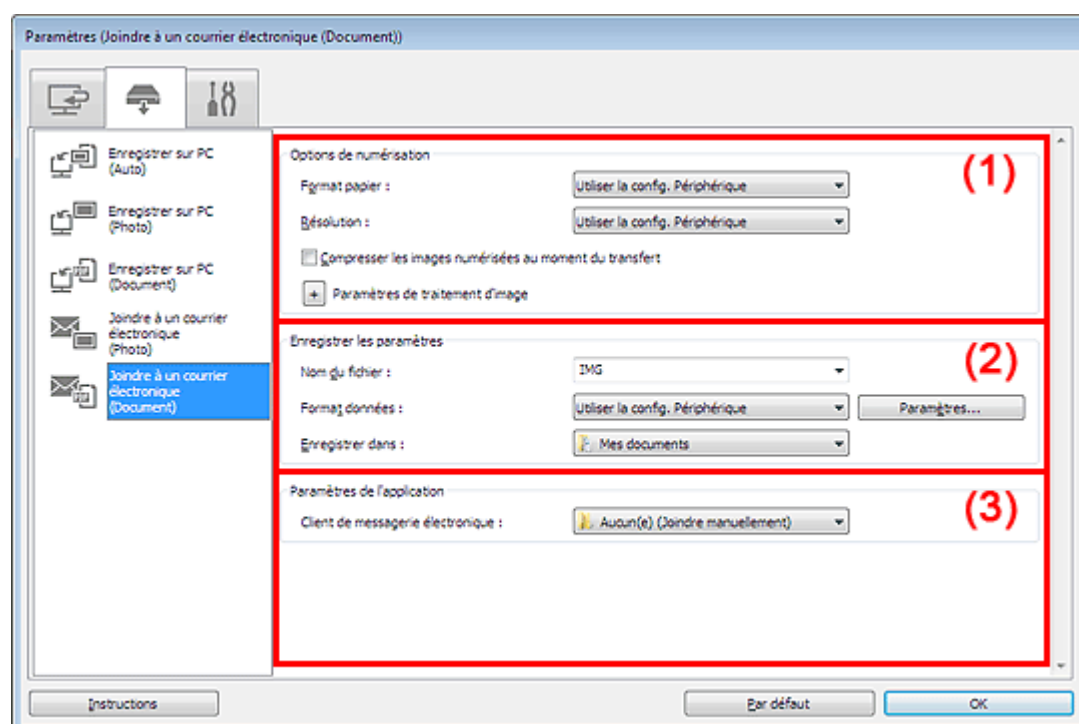 Paramètres (Joindre à un courrier électronique (Document))
Enregistrer sur PC
(Auto)
Enregistrer sur PC
(Photo)
Enregistrer sur PC
(Document)
Joindre à un courrier
électronique
(Photo)
Joindre à un courrier
électronique
(Document)
Options de numérisation
(1)
Format papier :
Utiliser la config. Périphérique
Résolution :
Utiliser la config. Périphérique
Compresser les images numérisées au moment du transfert
+ Paramètres de traitement d'image
Enregistrer les paramètres
(2)
Nom du fichier :
IMG
Format données :
Utiliser la config. Périphérique
Paramètres...
Enregistrer dans :
Mes documents
Paramètres de l'application
(3)
Client de messagerie électronique :
Aucun(e) (Joindre manuellement)
Instructions
Par défaut
OK